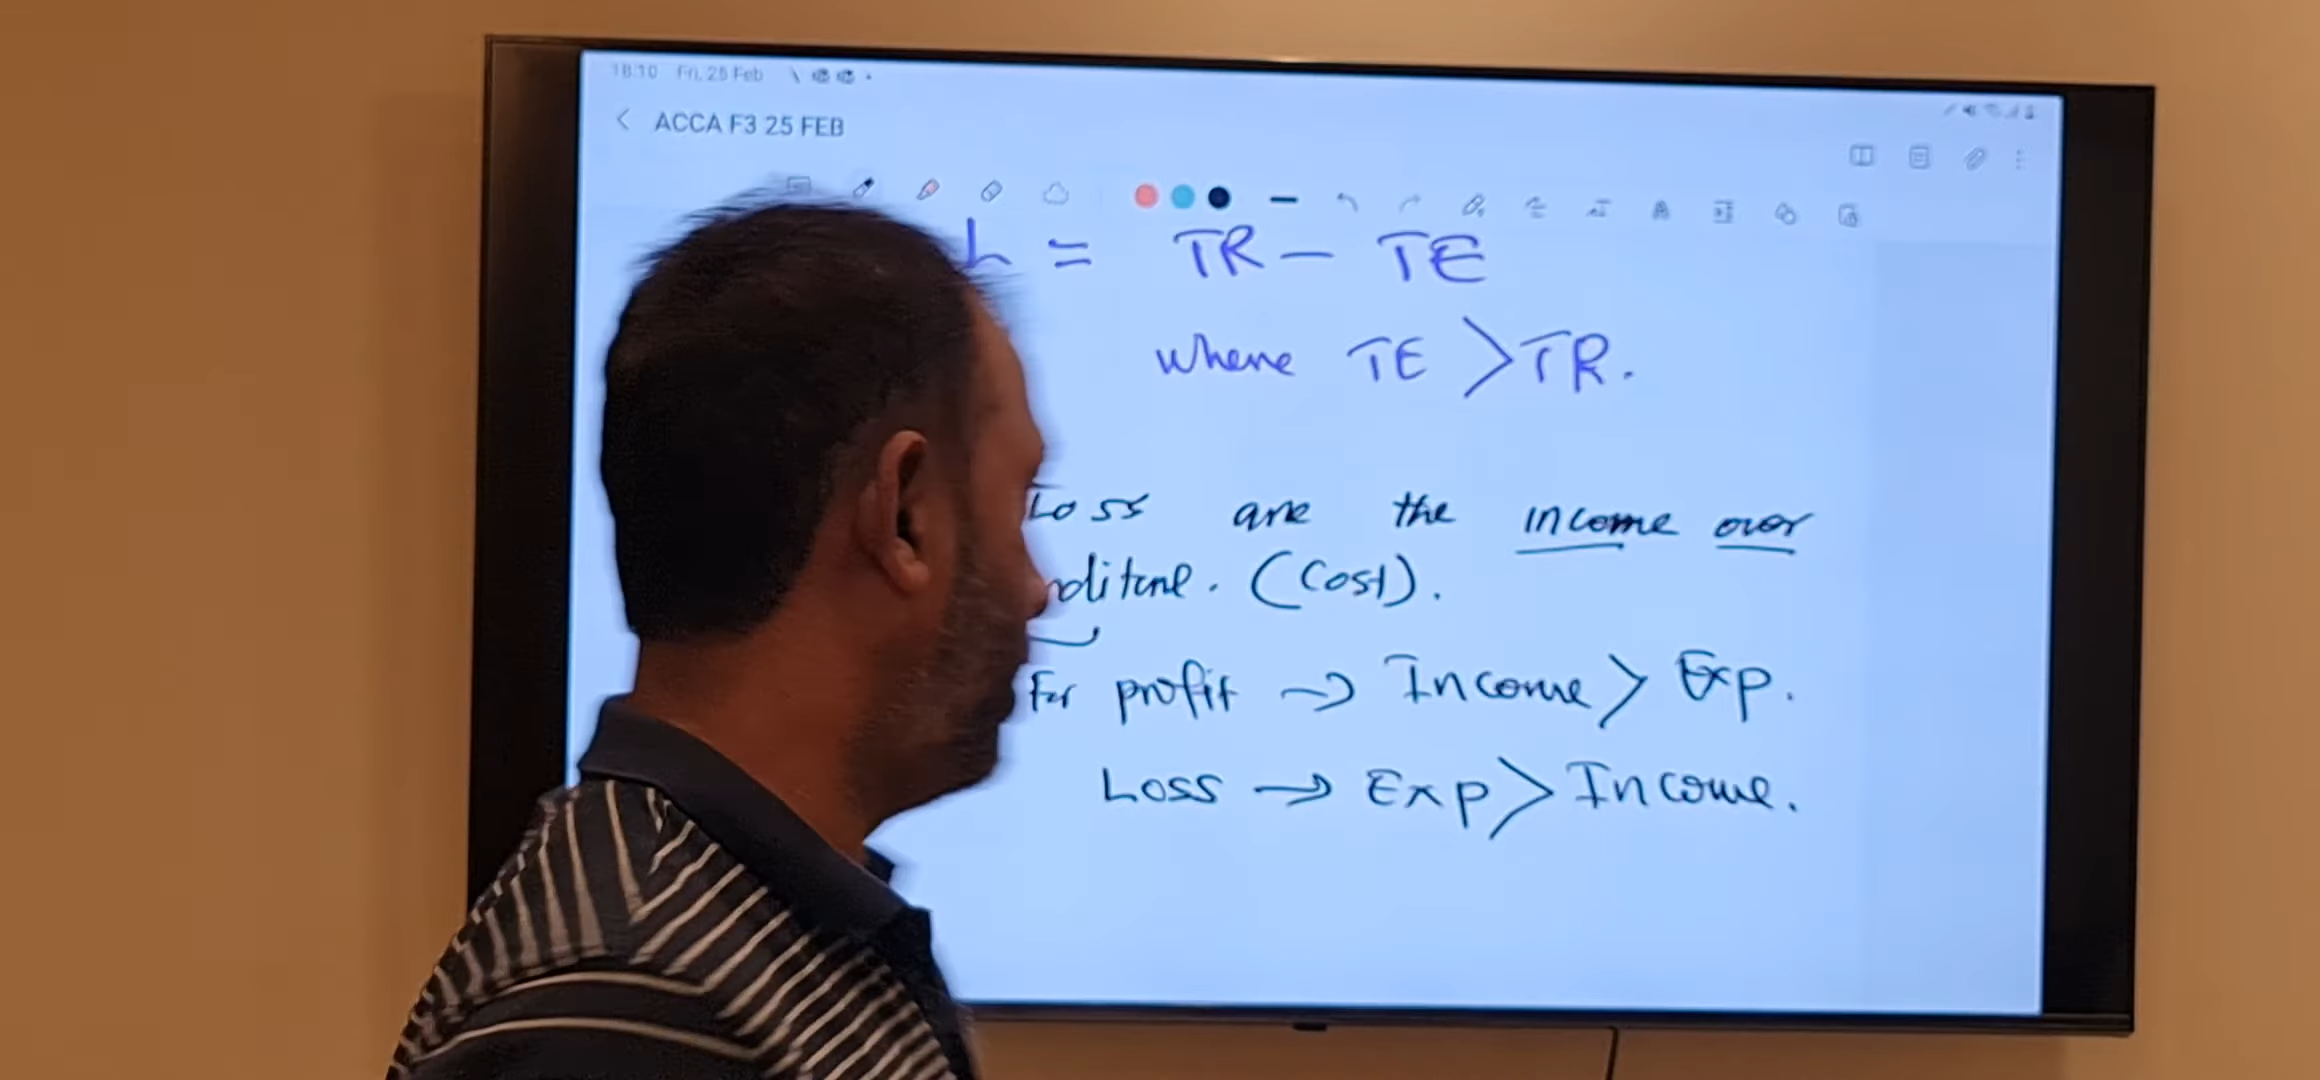 18:10 Fri, 25 Feb
ACCA F3 25 FEB
L = TR - TE
where TE > TR.
Loss are the income over
nditure. (Cost).
For profit → Income > Exp.
Loss → Exp > Income.